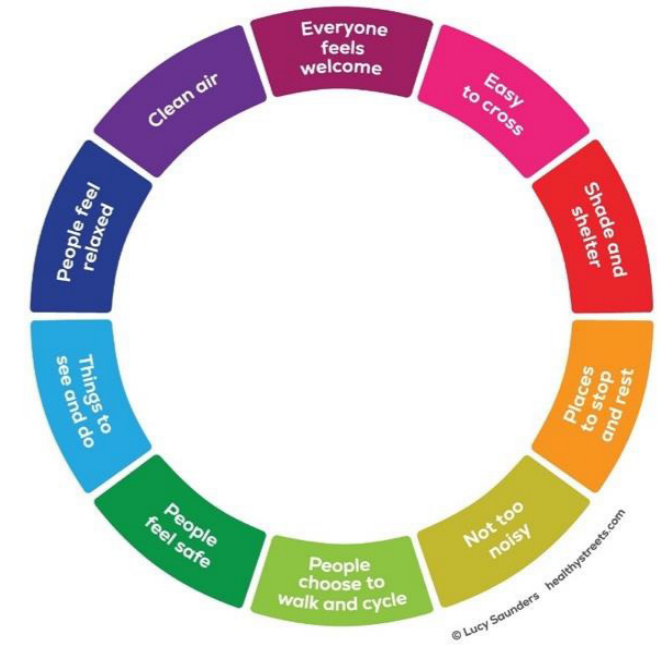 Everyone
feels
welcome
Easy
to cross
Shade and
shelter
Places
to stop
and rest
Not too
noisy
People
choose to
walk and cycle
People
feel safe
Things to
see and do
People feel
relaxed
Clean air
© Lucy Saunders healthystreets.com